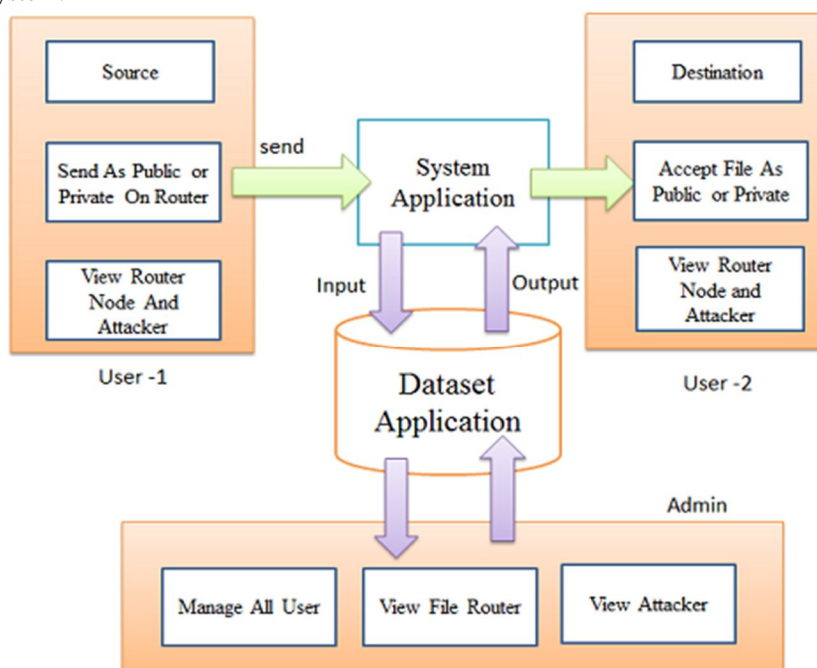 Source
Send As Public or
Private On Router
View Router
Node And
Attacker
User -1
send
System
Application
Input
Output
Dataset
Application
Destination
Accept File As
Public or Private
View Router
Node and
Attacker
User -2
Admin
Manage All User
View File Router
View Attacker